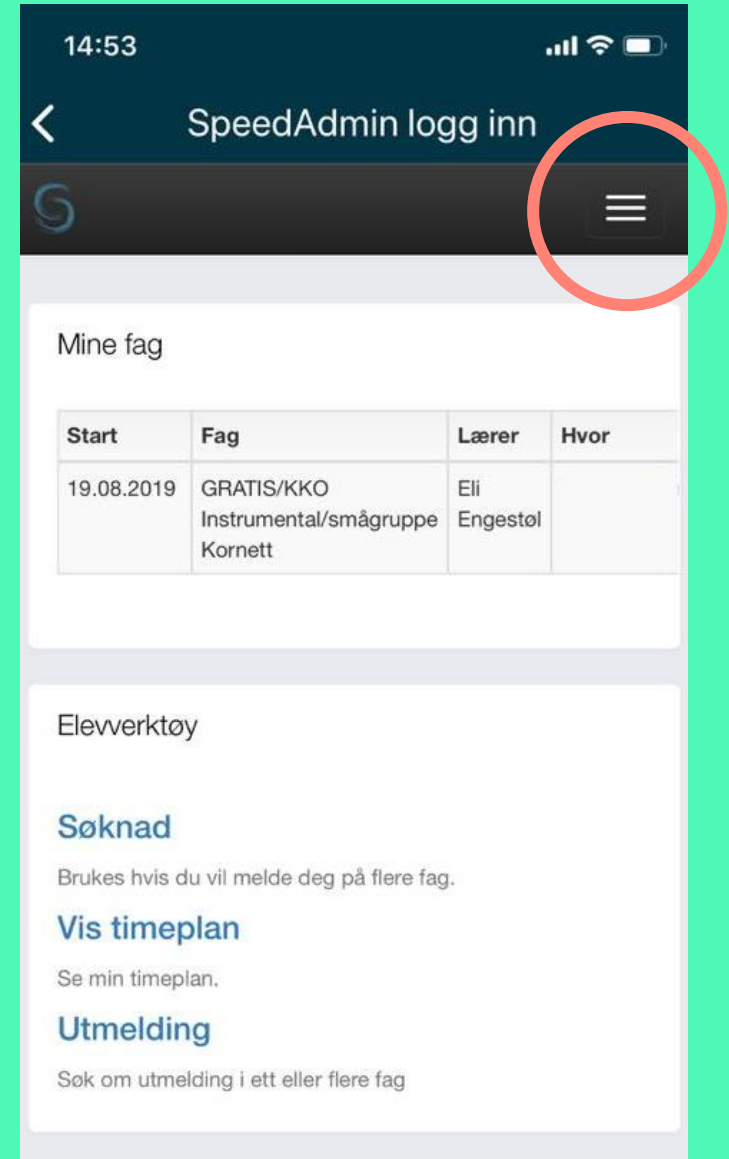 14:53
SpeedAdmin logg inn
Mine fag
Start Fag Lærer Hvor
19.08.2019 GRATIS/KKO Eli
Instrumental/smågruppe Engestøl
Kornett
Elevverktøy
Søknad
Brukes hvis du vil melde deg på flere fag.
Vis timeplan
Se min timeplan.
Utmelding
Søk om utmelding i ett eller flere fag